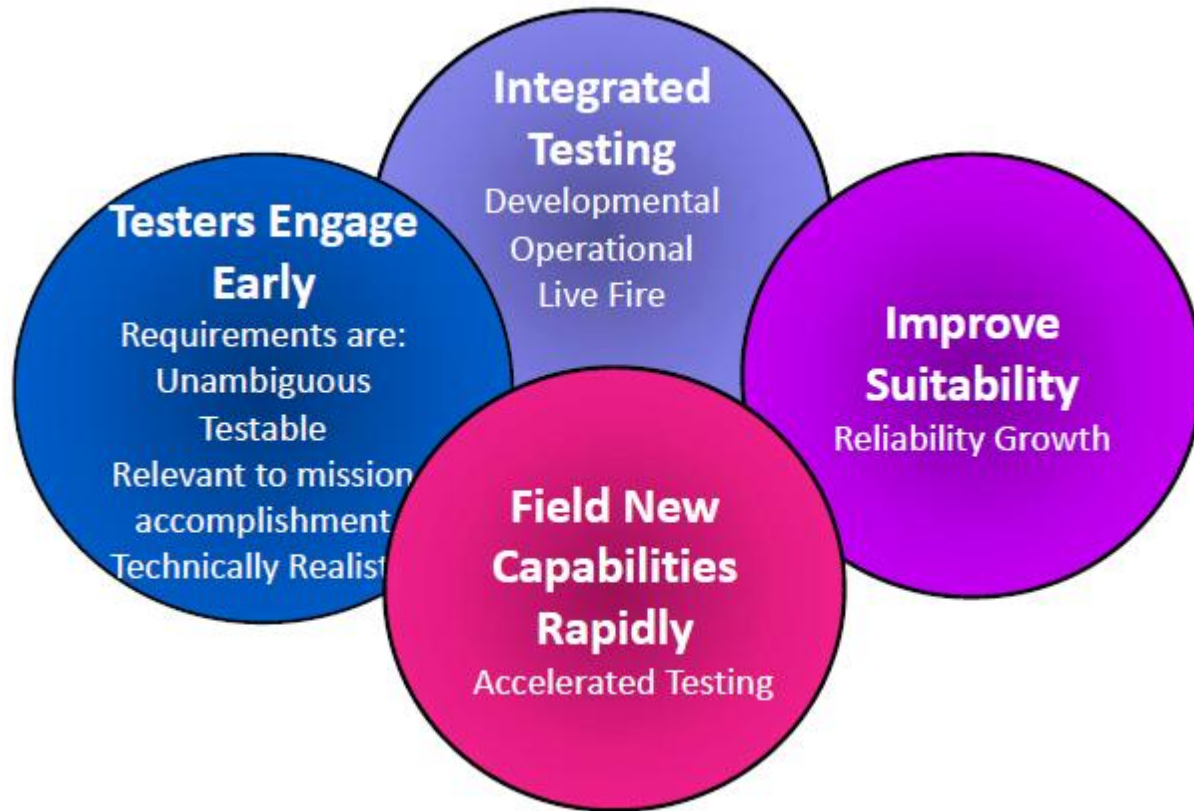 Integrated
Testing
Developmental
Operational
Live Fire
Testers Engage
Early
Requirements are:
Unambiguous
Testable
Relevant to mission
accomplishment
Technically
Improve
Suitability
Reliability Growth
Field New
Capabilities
Rapidly
Accelerated Testing